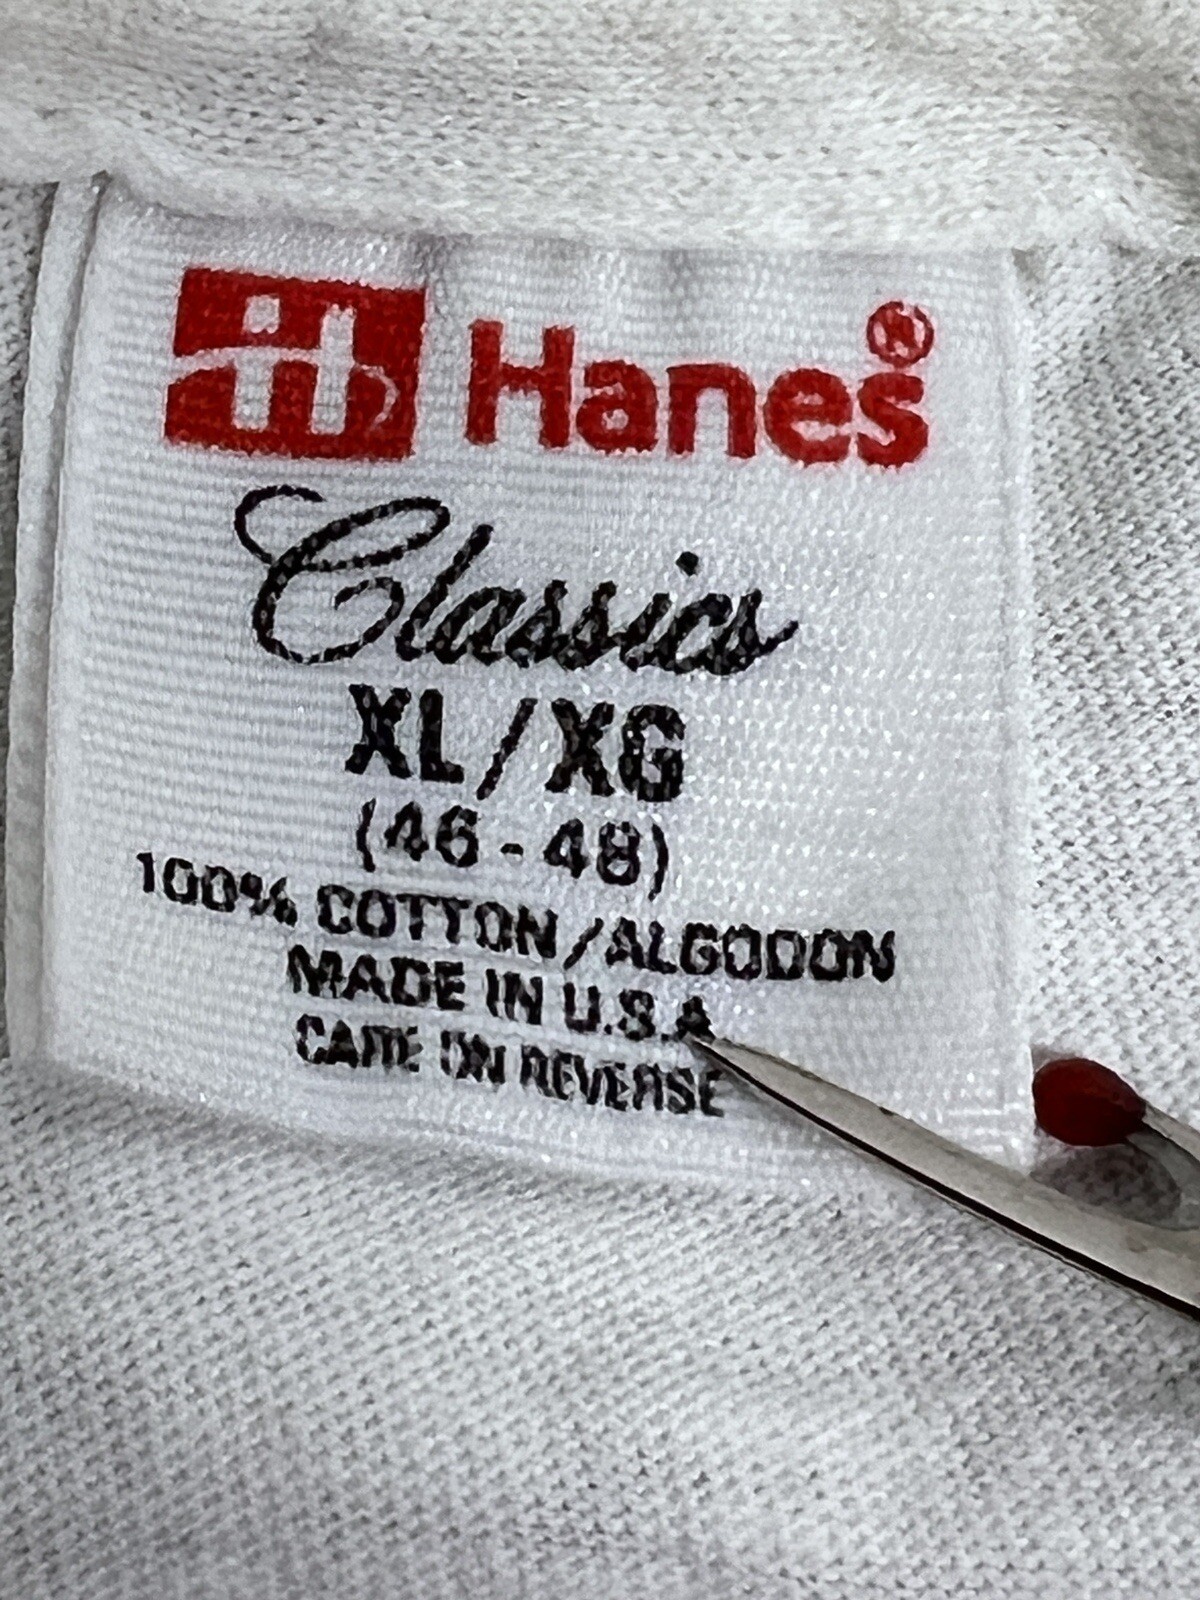 Hanes®
Classics
XL/XG
(46-48)
100% COTTON/ALGODON
MADE IN U.S.A
CARE ON REVERSE